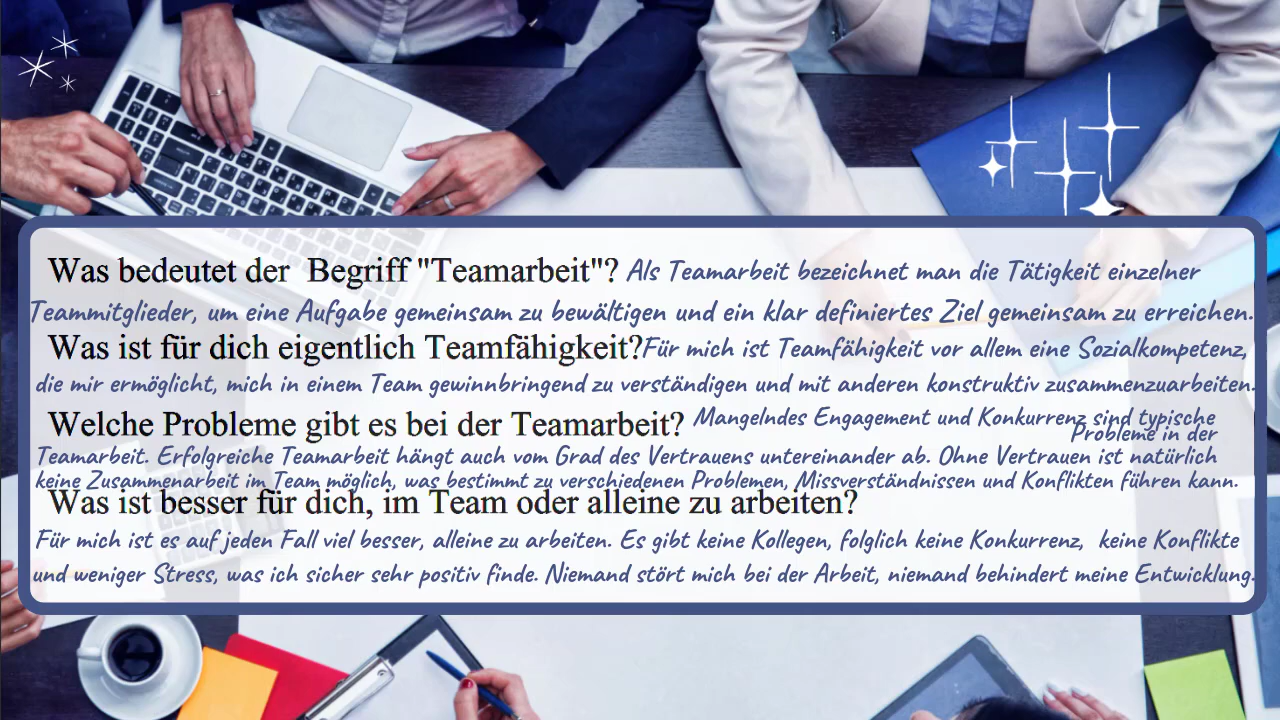 Was bedeutet der Begriff "Teamarbeit"? Als Teamarbeit bezeichnet man die Tätigkeit einzelner
Teammitglieder, um eine Aufgabe gemeinsam zu bewältigen und ein klar definiertes Ziel gemeinsam zu erreichen.
Was ist für dich eigentlich Teamfähigkeit?Für mich ist Teamfähigkeit vor allem eine Sozialkompetenz,
die mir ermöglicht, mich in einem Team gewinnbringend zu verständigen und mit anderen konstruktiv zusammenzuarbeiten.
Welche Probleme gibt es bei der Teamarbeit? Mangelndes Engagement und Konkurrenz sind typische
Probleme in der
Teamarbeit. Erfolgreiche Teamarbeit hängt auch vom Grad des Vertrauens untereinander ab. Ohne Vertrauen ist natürlich
keine Zusammenarbeit im Team möglich, was bestimmt zu verschiedenen Problemen, Missverständnissen und Konflikten führen kann.
Was ist besser für dich, im Team oder alleine zu arbeiten?
Für mich ist es auf jeden Fall viel besser, alleine zu arbeiten. Es gibt keine Kollegen, folglich keine Konkurrenz, keine Konflikte
und weniger Stress, was ich sicher sehr positiv finde. Niemand stört mich bei der Arbeit, niemand behindert meine Entwicklung.